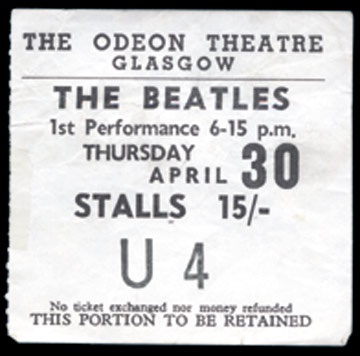 THE ODEON THEATRE
GLASGOW
THE BEATLES
1st Performance 6-15 p.m.
THURSDAY
APRIL 30
STALLS 15/-
U 4
No ticket exchanged nor money refunded
THIS PORTION TO BE RETAINED